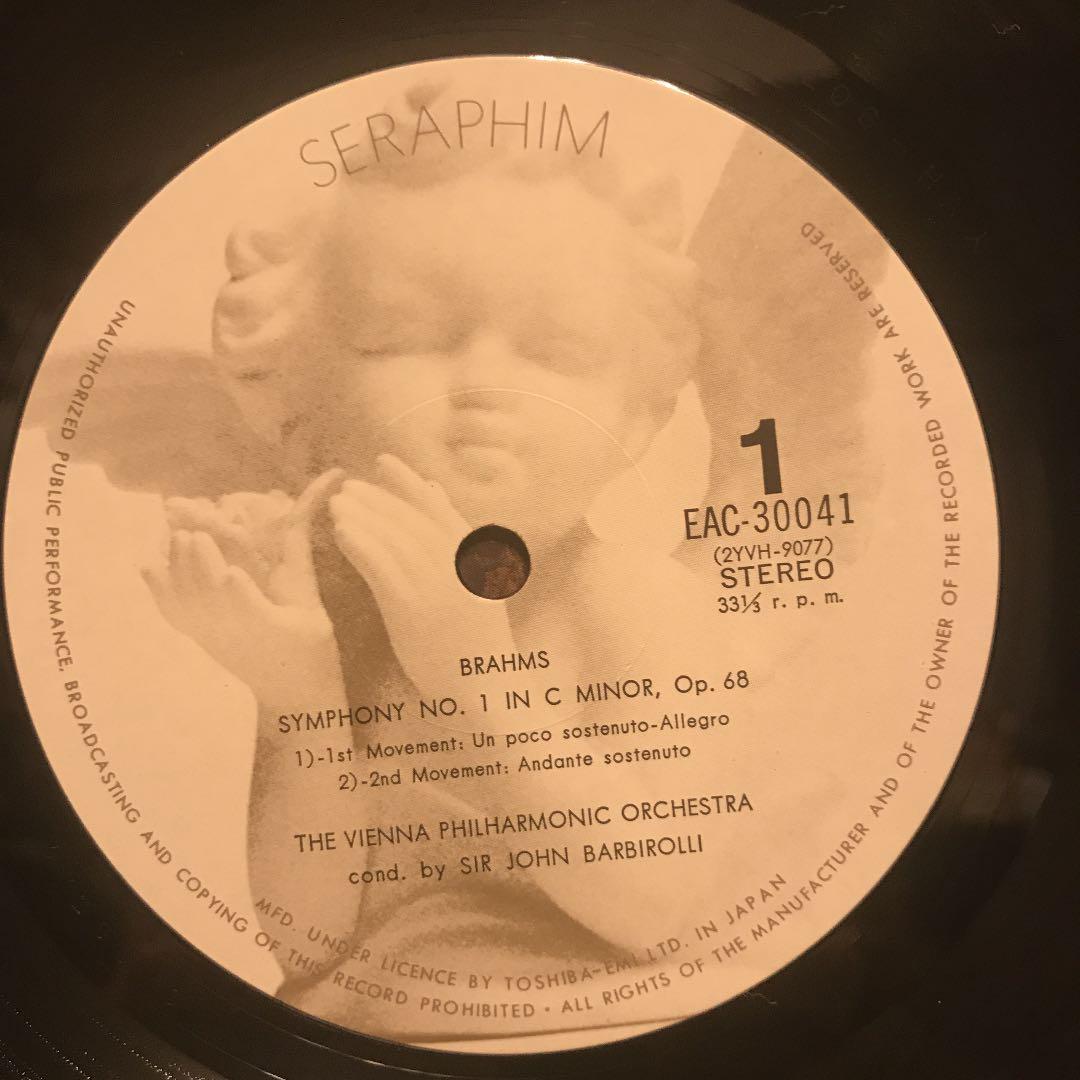 SERAPHIM
1
EAC-30041
(2YVH-9077)
STEREO
33⅓ r. p. m.
BRAHMS
SYMPHONY NO. 1 IN C MINOR, Op. 68
1)-1st Movement: Un poco sostenuto-Allegro
2)-2nd Movement: Andante sostenuto
THE VIENNA PHILHARMONIC ORCHESTRA
cond. by SIR JOHN BARBIROLLI
MFD. UNDER LICENCE BY TOSHIBA-EMI LTD. IN JAPAN
UNAUTHORIZED PUBLIC PERFORMANCE, BROADCASTING AND COPYING OF THIS RECORD PROHIBITED · ALL RIGHTS OF THE MANUFACTURER AND OF THE OWNER OF THE RECORDED WORK ARE RESERVED